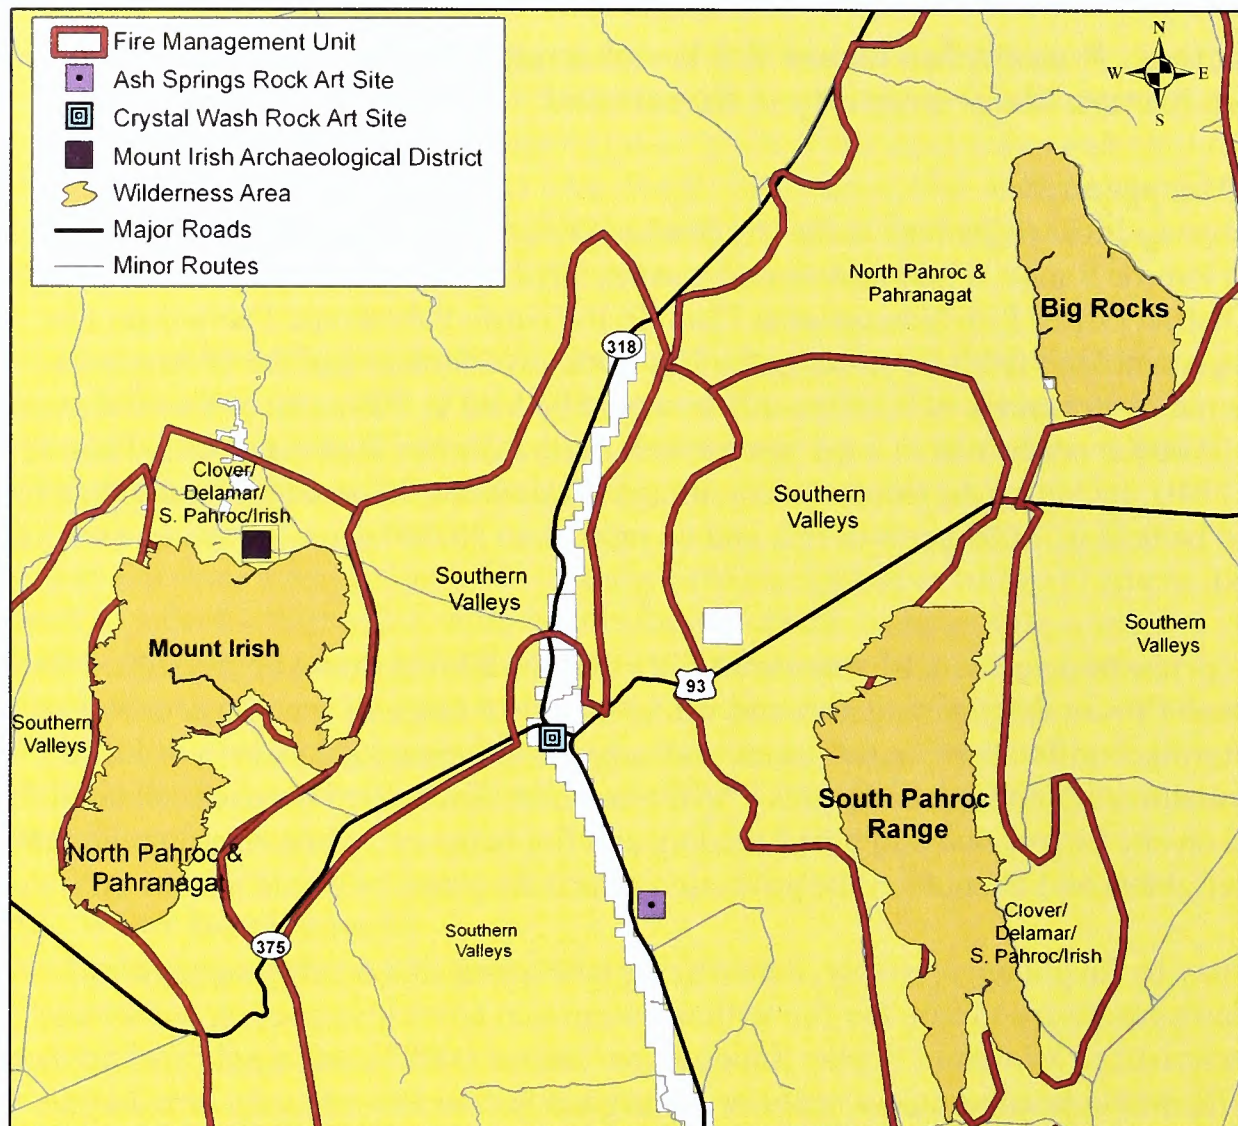 Fire Management Unit
Ash Springs Rock Art Site
Crystal Wash Rock Art Site
Mount Irish Archaeological District
Wilderness Area
Major Roads
Minor Routes
N
W E
S
North Pahroc &
Pahranagat
Big Rocks
318
Clover/
Delamar/
S. Pahroc/Irish
Southern
Valleys
Southern
Valleys
Southern
Valleys
Mount Irish
93
Southern
Valleys
South Pahroc
Range
North Pahroc &
Pahranagat
Clover/
Delamar/
S. Pahroc/Irish
Southern
Valleys
375